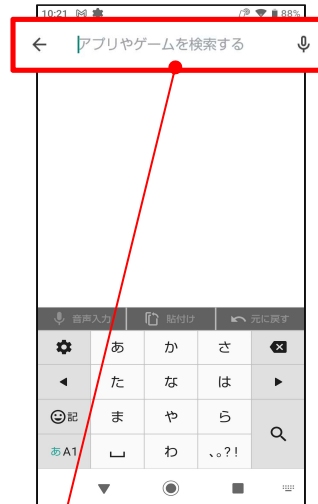 10:21 88%
アプリやゲームを検索する
音声入力 貼付け 元に戻す
あ か さ
た な は
記 ま や ら
あA1 わ 、。?!